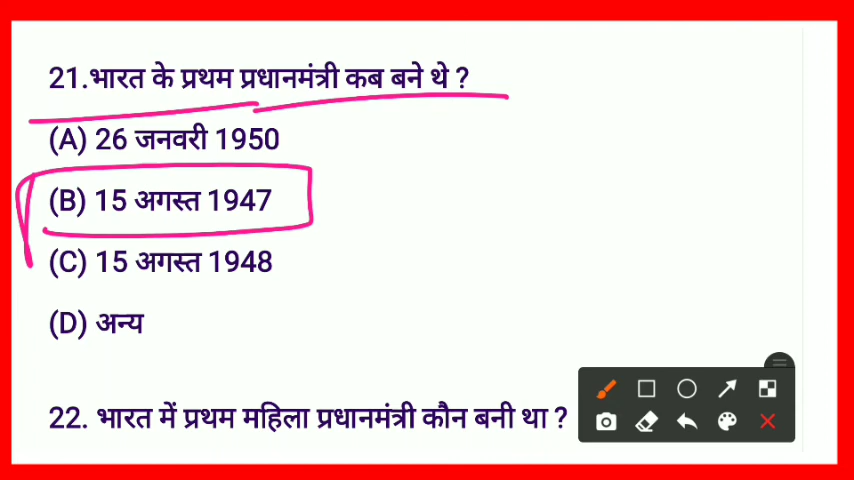 21.भारत के प्रथम प्रधानमंत्री कब बने थे ?
(A) 26 जनवरी 1950
(B) 15 अगस्त 1947
(C) 15 अगस्त 1948
(D) अन्य
22. भारत में प्रथम महिला प्रधानमंत्री कौन बनी था ?